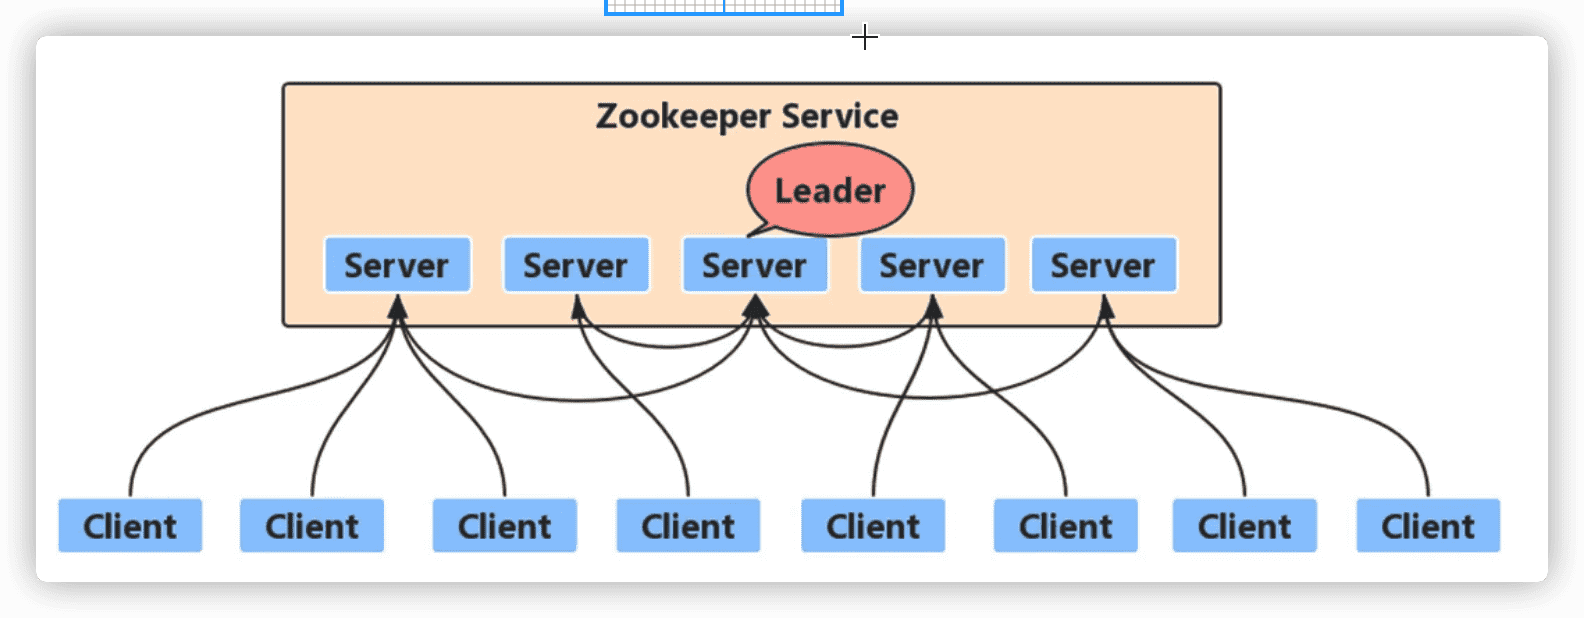 Zookeeper Service
Leader
Server Server Server Server Server
Client Client Client Client Client Client Client Client